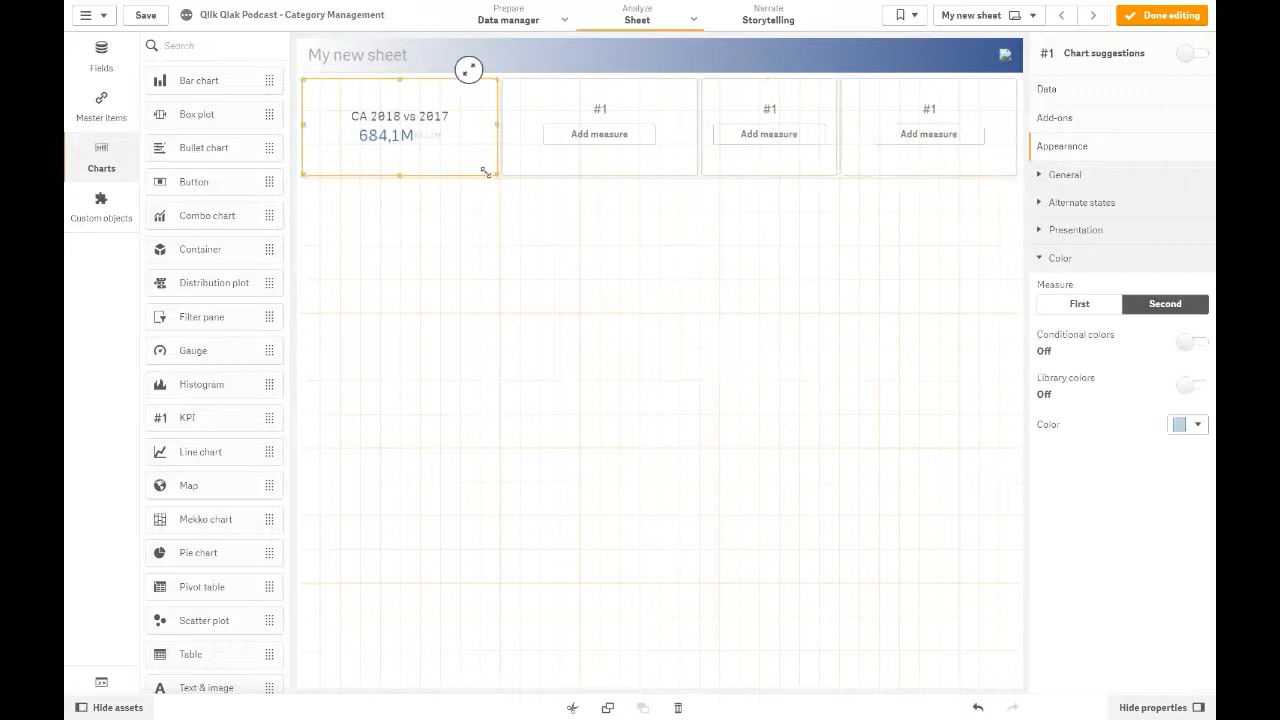 Save
Qlik Qlak Podcast - Category Management
Prepare
Data manager
Analyze
Sheet
Narrate
Storytelling
My new sheet
Done editing
Fields
Master items
Charts
Custom objects
Search
Bar chart
Box plot
Bullet chart
Button
Combo chart
Container
Distribution plot
Filter pane
Gauge
Histogram
#1 KPI
Line chart
Map
Mekko chart
Pie chart
Pivot table
Scatter plot
Table
A Text & image
My new sheet
CA 2018 vs 2017
684,1M
#1
Add measure
#1
Add measure
#1
Add measure
#1 Chart suggestions
Data
Add-ons
Appearance
General
Alternate states
Presentation
Color
Measure
First
Second
Conditional colors
Off
Library colors
Off
Color
Hide assets
Hide properties